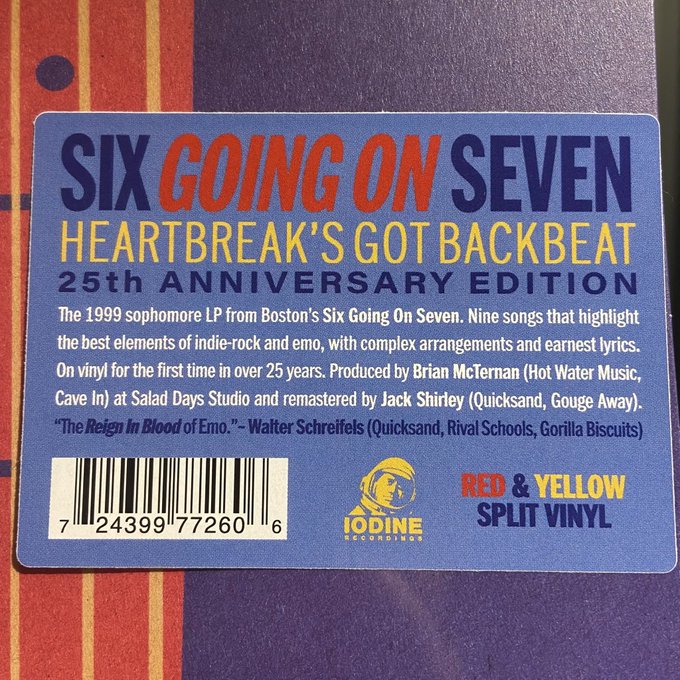 SIX GOING ON SEVEN
HEARTBREAK'S GOT BACKBEAT
25th ANNIVERSARY EDITION
The 1999 sophomore LP from Boston's Six Going On Seven. Nine songs that highlight
the best elements of indie-rock and emo, with complex arrangements and earnest lyrics.
On vinyl for the first time in over 25 years. Produced by Brian McTernan (Hot Water Music,
Cave In) at Salad Days Studio and remastered by Jack Shirley (Quicksand, Gouge Away).
"The Reign In Blood of Emo."– Walter Schreifels (Quicksand, Rival Schools, Gorilla Biscuits)
7 24399 77260 6
IODINE
RECORDINGS
RED & YELLOW
SPLIT VINYL